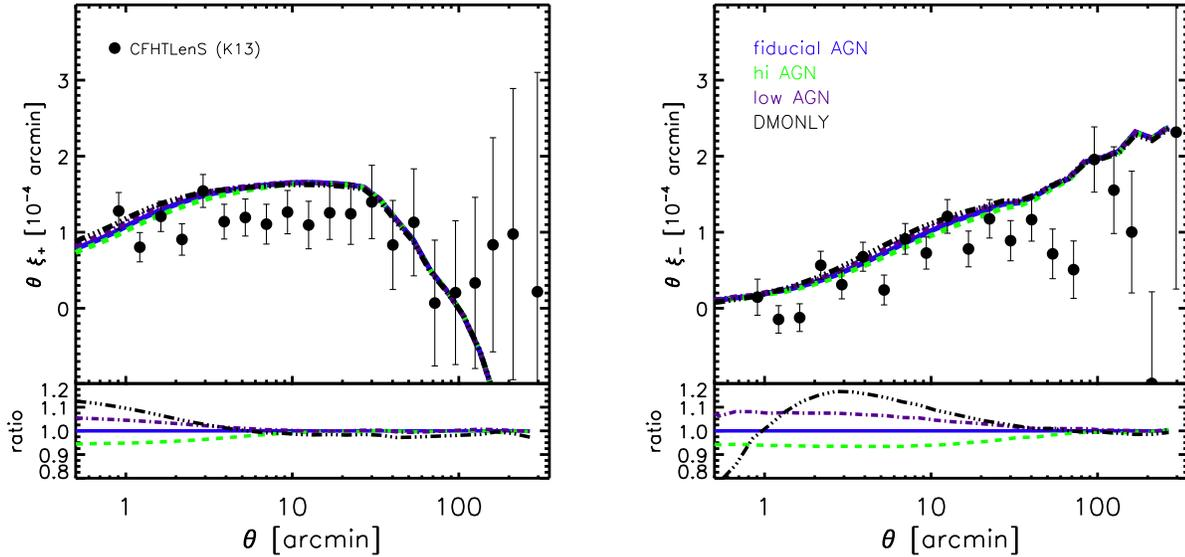 CFHTLenS (K13)
3
2
1
0
θ ξ+ [10-4 arcmin]
1.2
1.1
1.0
0.9
0.8
ratio
1
10
100
θ [arcmin]
fiducial AGN
hi AGN
low AGN
DMONLY
3
2
1
0
θ ξ- [10-4 arcmin]
1.2
1.1
1.0
0.9
0.8
ratio
1
10
100
θ [arcmin]